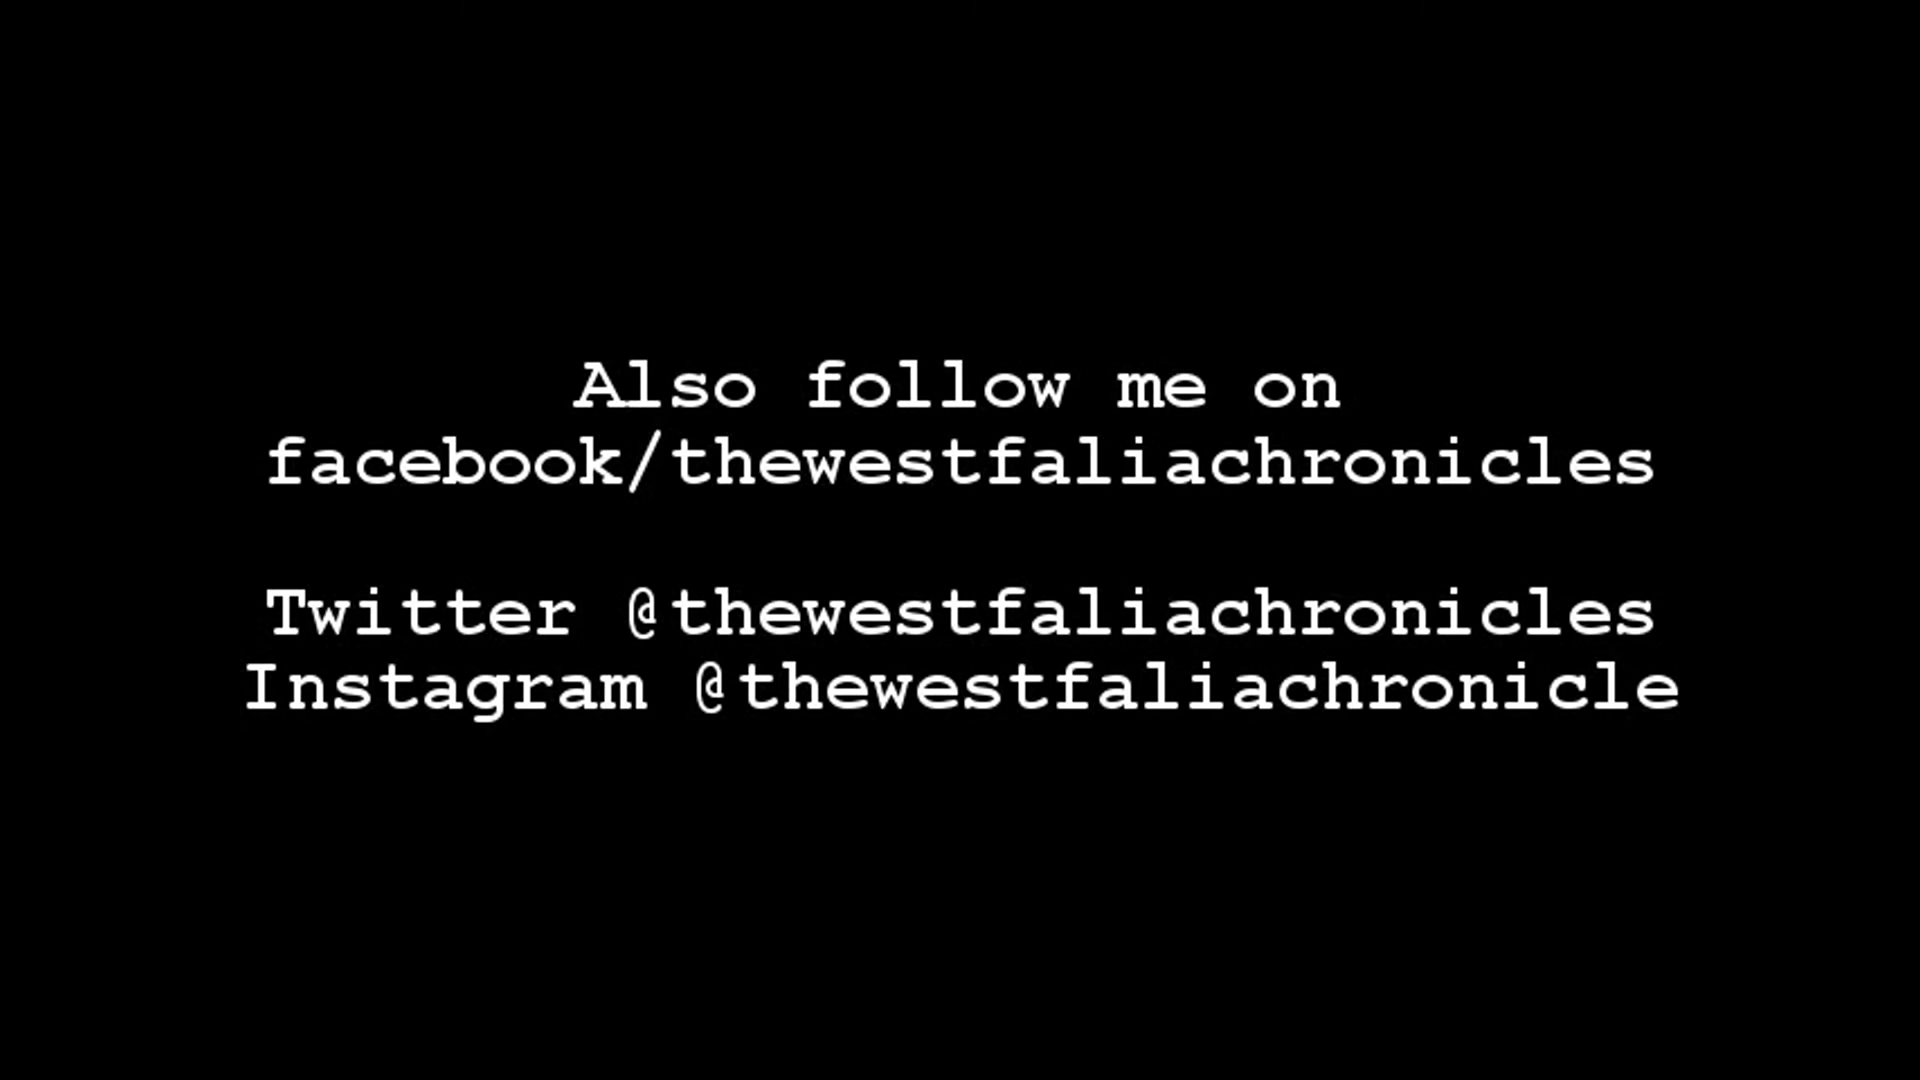 Also follow me on
facebook/thewestfaliachronicles
Twitter @thewestfaliachronicles
Instagram @thewestfaliachronicle